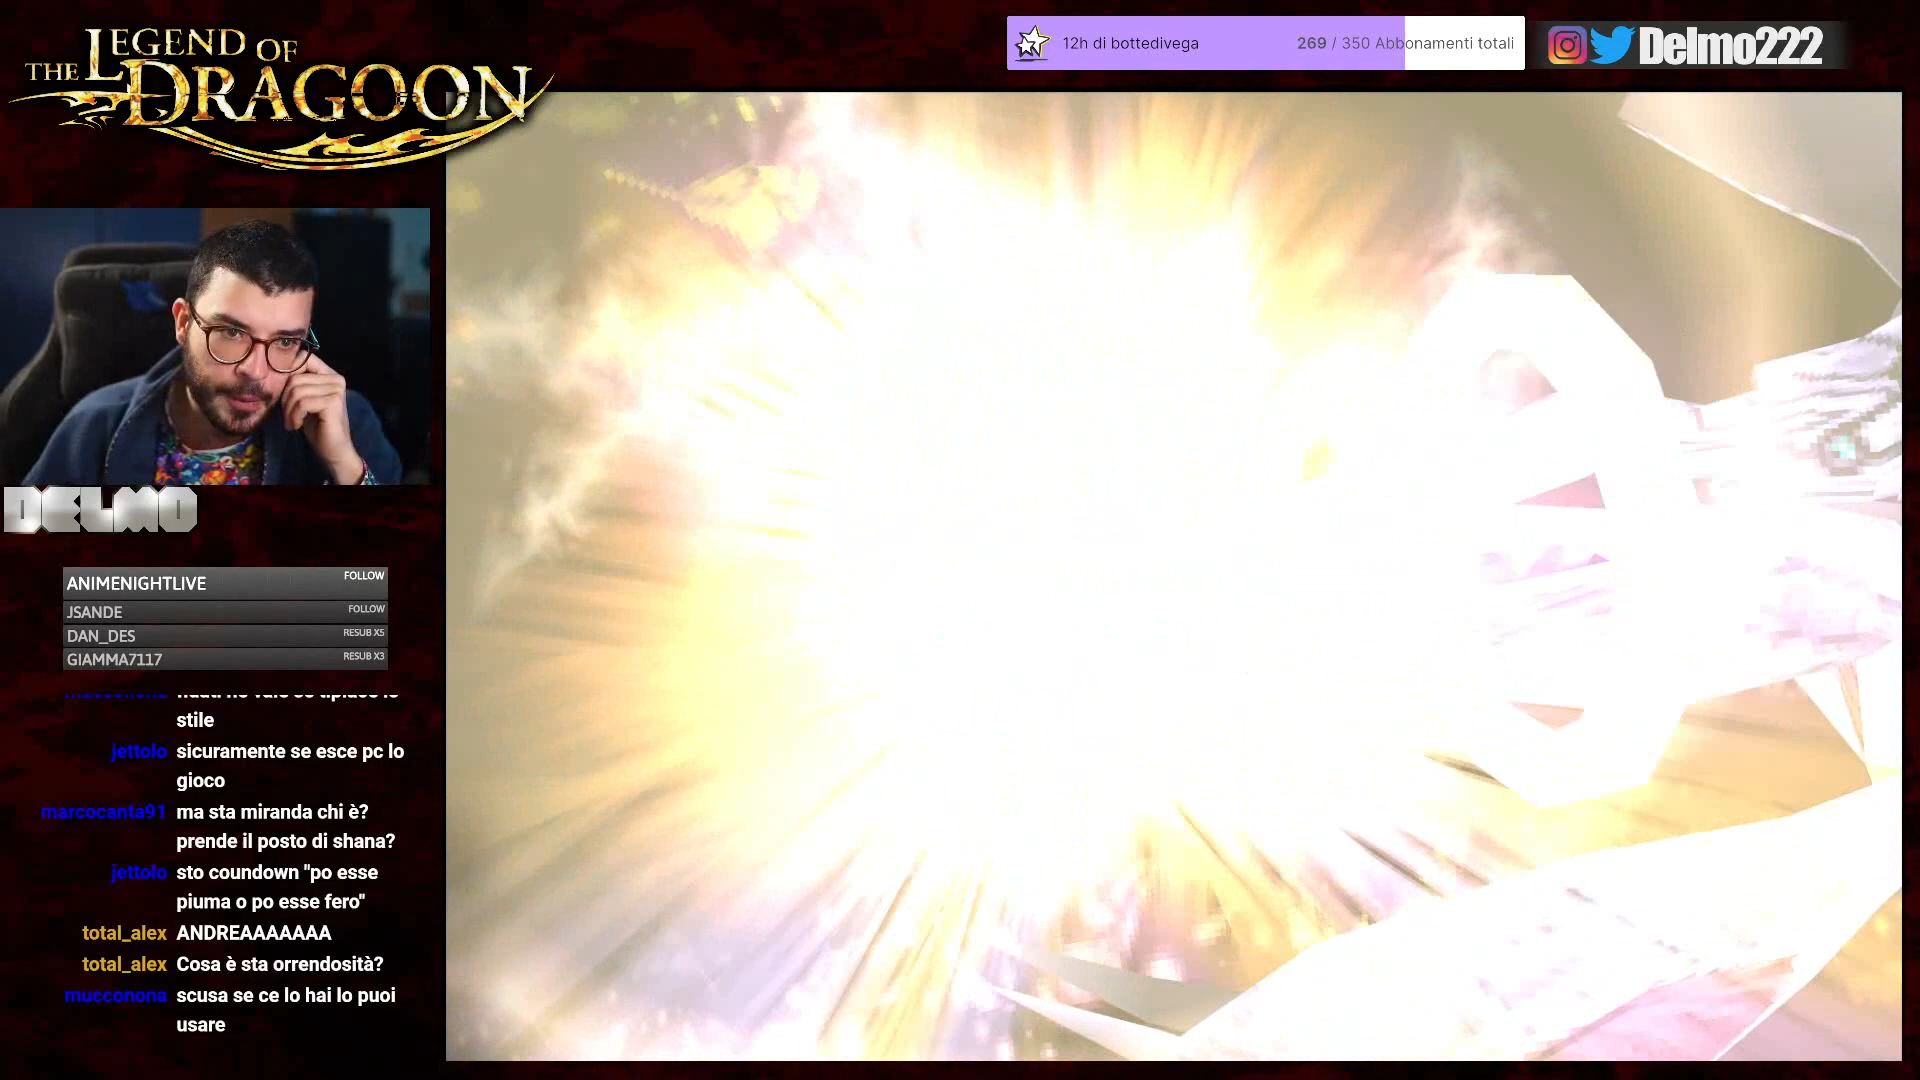 THE LEGEND OF
DRAGOON
12h di bottedivega
269 / 350 Abbonamenti totali
Delmo222
DELMO
ANIMENIGHTLIVE FOLLOW
JSANDE FOLLOW
DAN_DES RESUB X5
GIAMMA7117 RESUB X3
stile
jettolo sicuramente se esce pc lo
gioco
marcocanta91 ma sta miranda chi è?
prende il posto di shana?
jettolo sto coundown "po esse
piuma o po esse fero"
total_alex ANDREAAAAAAA
total_alex Cosa è sta orrendosità?
mucconona scusa se ce lo hai lo puoi
usare